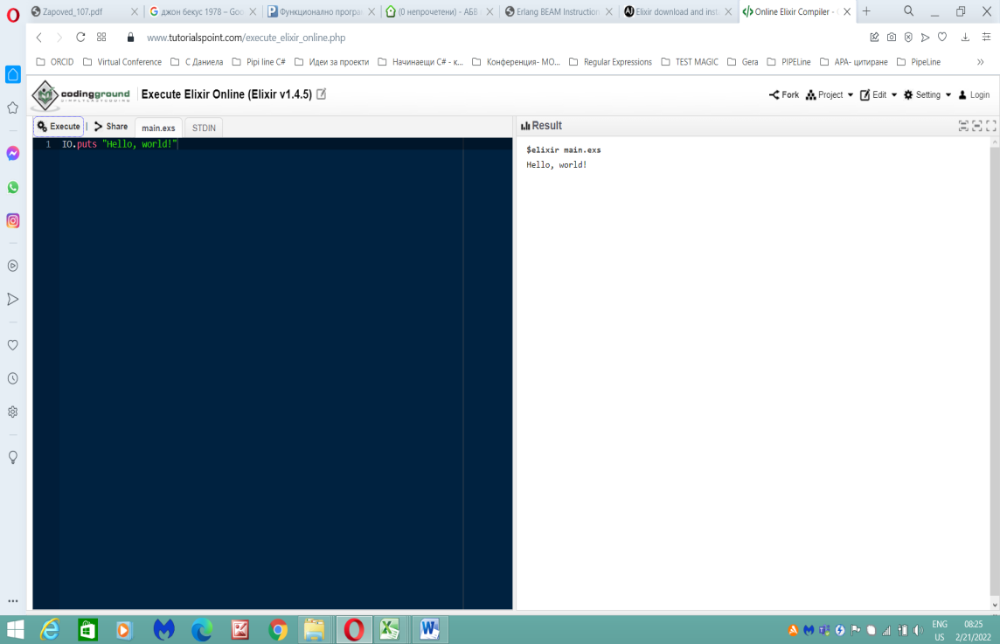 Zapoved_107.pdf
джон бекус 1978 – Goo
Функционално програ
(0 непрочетени) - АБВ
Erlang BEAM Instruction
Elixir download and inst
Online Elixir Compiler -
www.tutorialspoint.com/execute_elixir_online.php
ORCID Virtual Conference С Даниела Pipi line C# Идеи за проекти Начинаещи C# - к... Конференция- МО... Regular Expressions TEST MAGIC Gera PIPELine APA- цитиране PipeLine
codingground
SIMPLYEASYCODING
Execute Elixir Online (Elixir v1.4.5)
Fork Project Edit Setting Login
Execute | Share main.exs STDIN
Result
1 IO.puts "Hello, world!"
$elixir main.exs
Hello, world!
ENG 08:25
US 2/21/2022